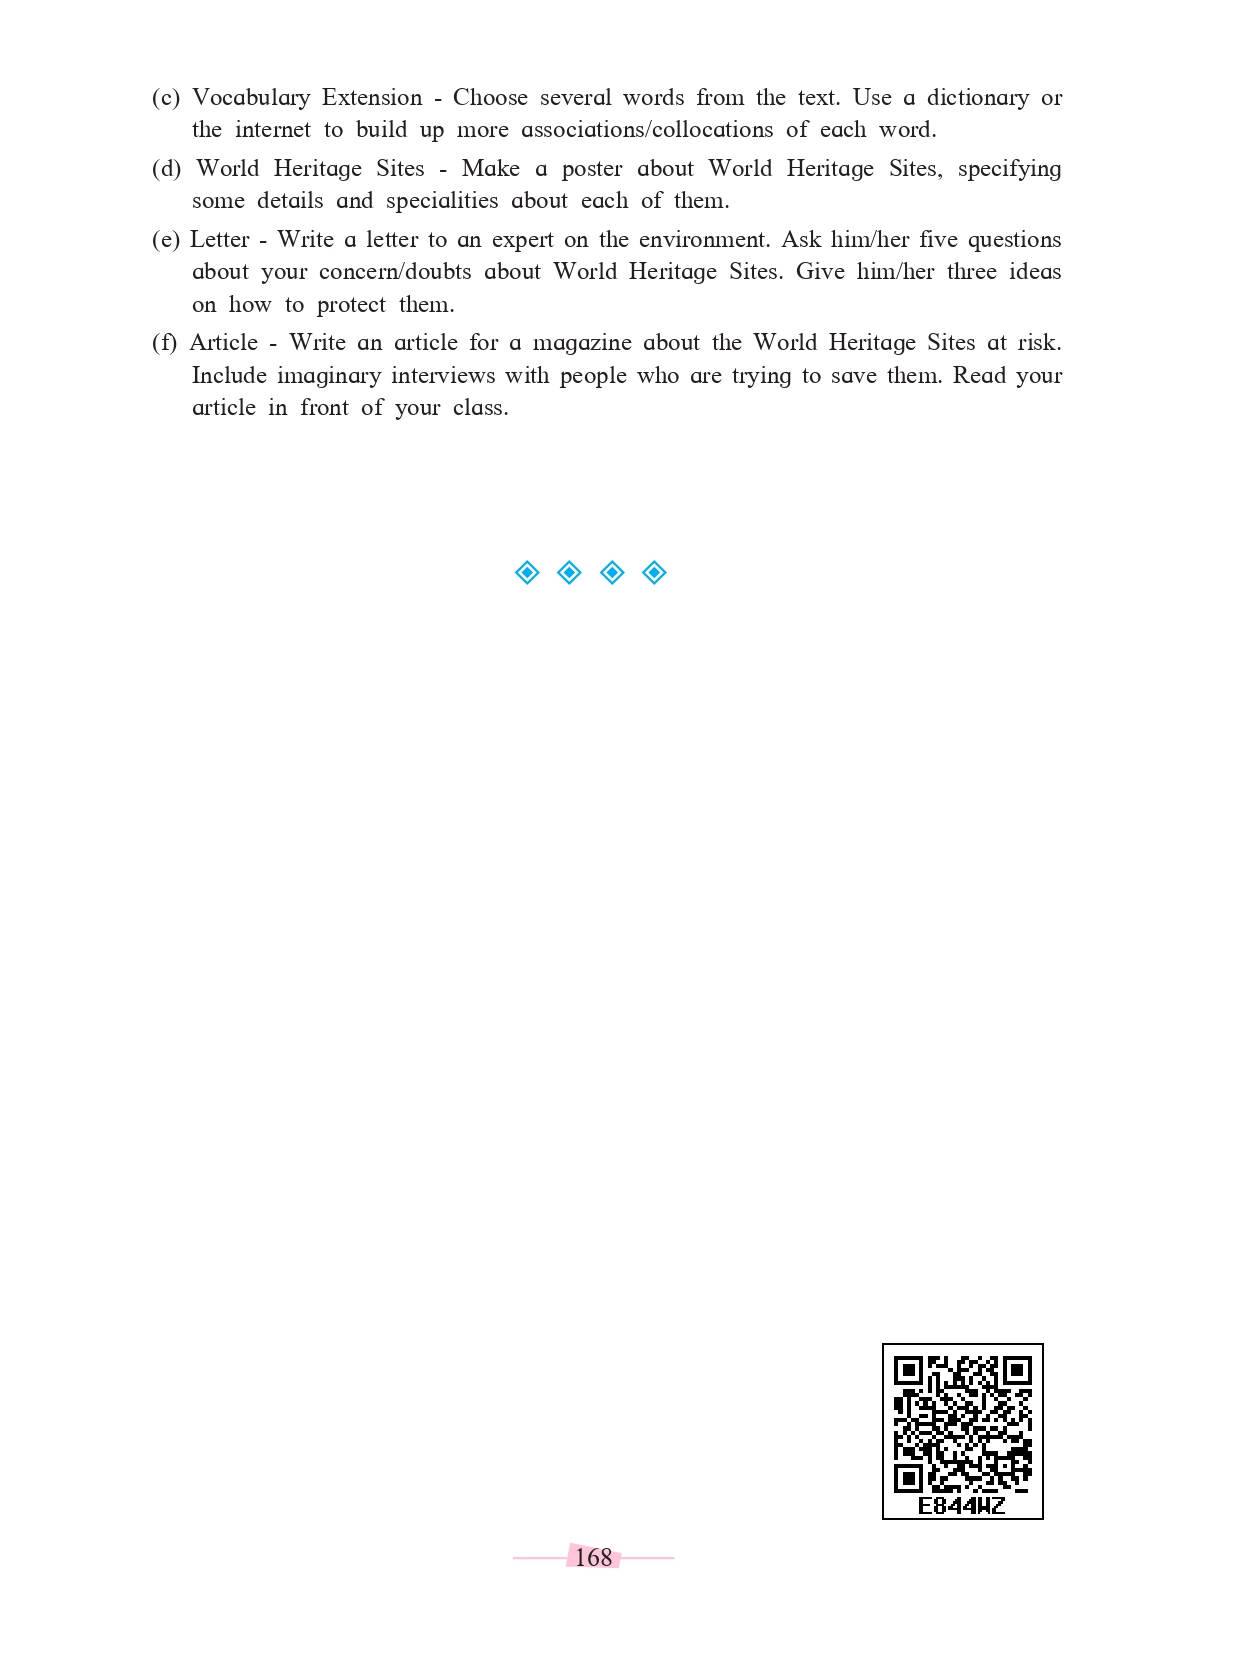 (c) Vocabulary Extension - Choose several words from the text. Use a dictionary or
the internet to build up more associations/collocations of each word.
(d) World Heritage Sites - Make a poster about World Heritage Sites, specifying
some details and specialities about each of them.
(e) Letter - Write a letter to an expert on the environment. Ask him/her five questions
about your concern/doubts about World Heritage Sites. Give him/her three ideas
on how to protect them.
(f) Article - Write an article for a magazine about the World Heritage Sites at risk.
Include imaginary interviews with people who are trying to save them. Read your
article in front of your class.
E844WZ
168